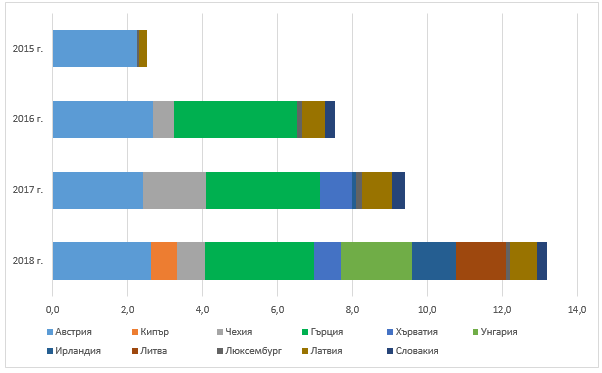 2015 г.
2016 г.
2017 г.
2018 г.
0,0 2,0 4,0 6,0 8,0 10,0 12,0 14,0
Австрия Кипър Чехия Гърция Хърватия Унгария
Ирландия Литва Люксембург Латвия Словакия